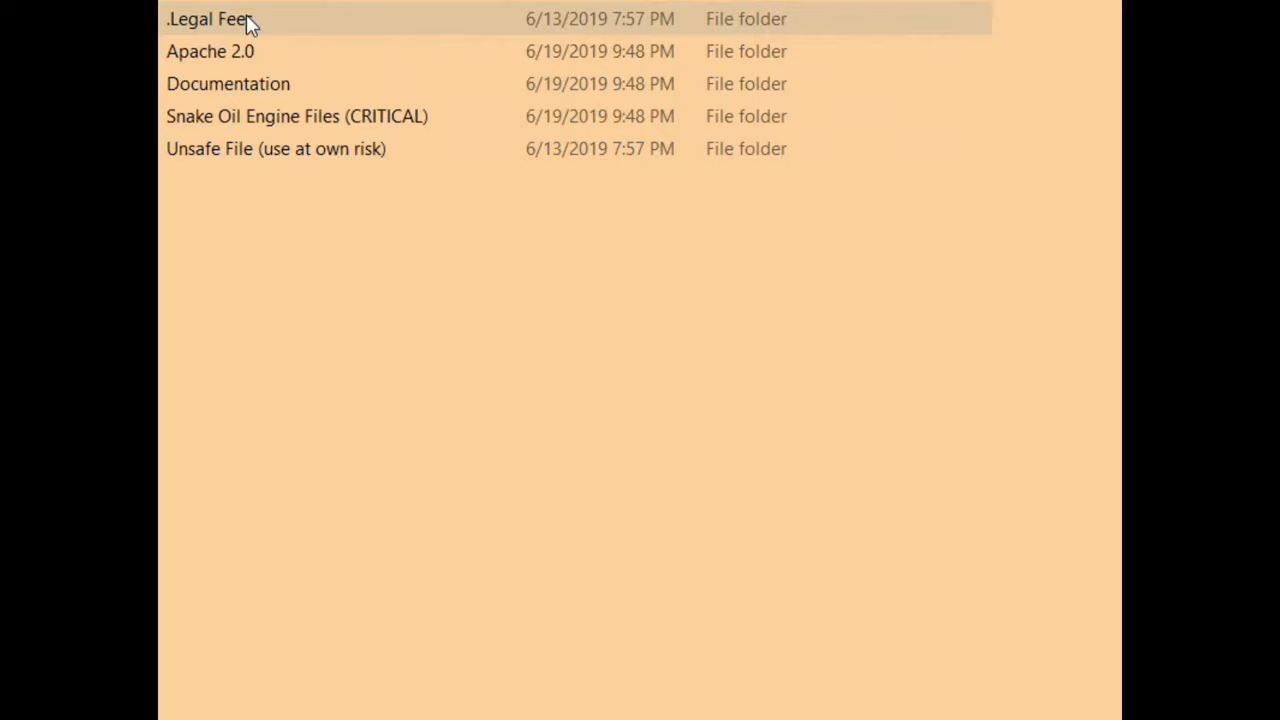 .Legal 6/13/2019 7:57 PM File folder
Apache 2.0 6/19/2019 9:48 PM File folder
Documentation 6/19/2019 9:48 PM File folder
Snake Oil Engine Files (CRITICAL) 6/19/2019 9:48 PM File folder
Unsafe File (use at own risk) 6/13/2019 7:57 PM File folder